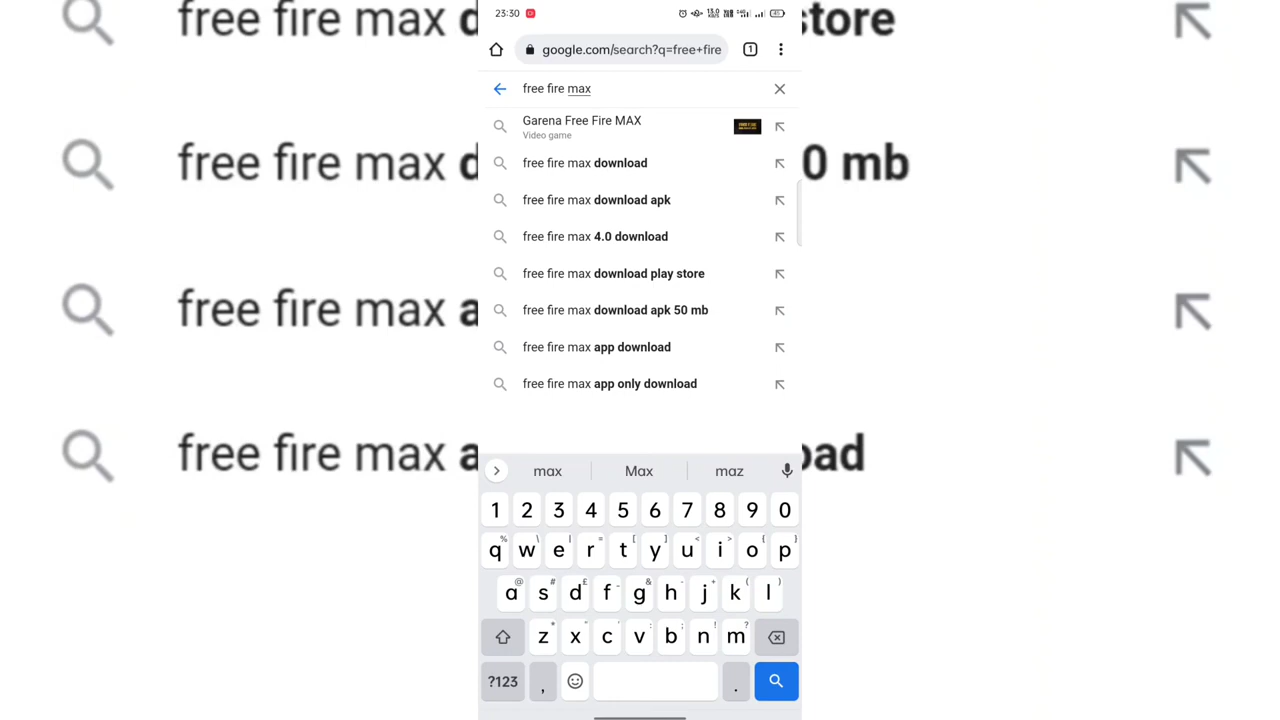 23:30
google.com/search?q=free+fire
1
free fire max
Garena Free Fire MAX
Video game
free fire max download
free fire max download apk
free fire max 4.0 download
free fire max download play store
free fire max download apk 50 mb
free fire max app download
free fire max app only download
max Max maz
1 2 3 4 5 6 7 8 9 0
q w e r t y u i o p
a s d f g h j k l
z x c v b n m
?123 , .
store
free fire max d 0 mb
free fire max a
free fire max a oad